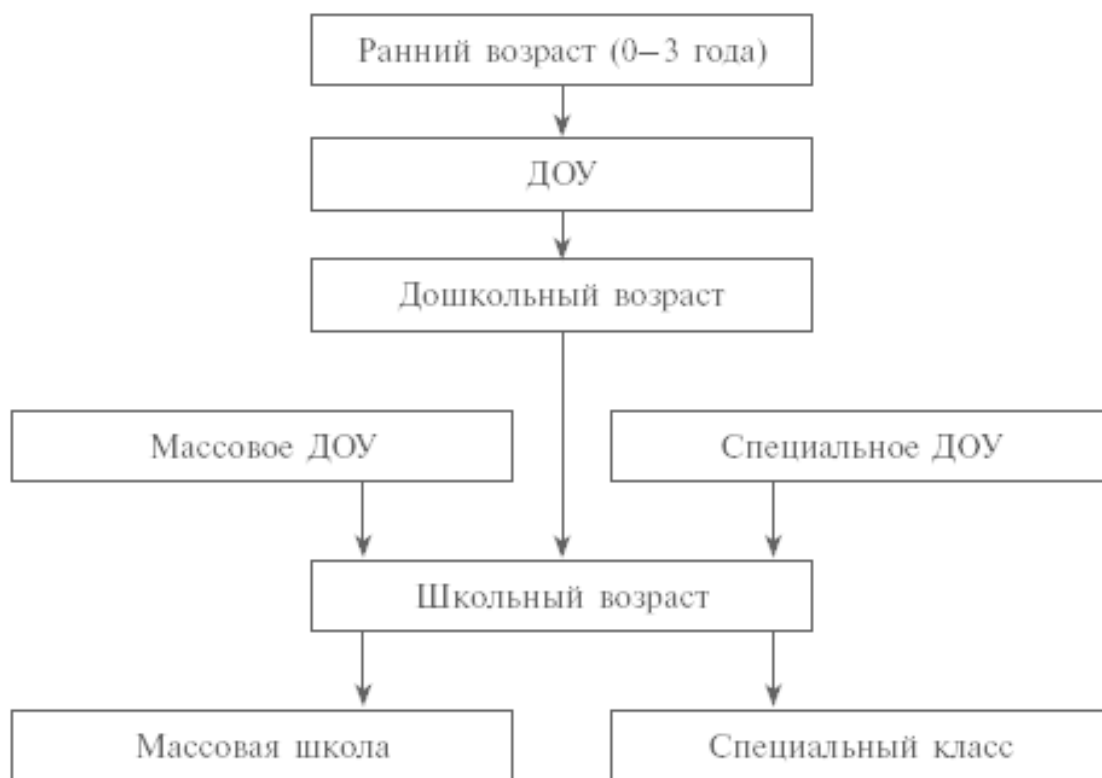 Ранний возраст (0–3 года)
ДОУ
Дошкольный возраст
Массовое ДОУ
Специальное ДОУ
Школьный возраст
Массовая школа
Специальный класс